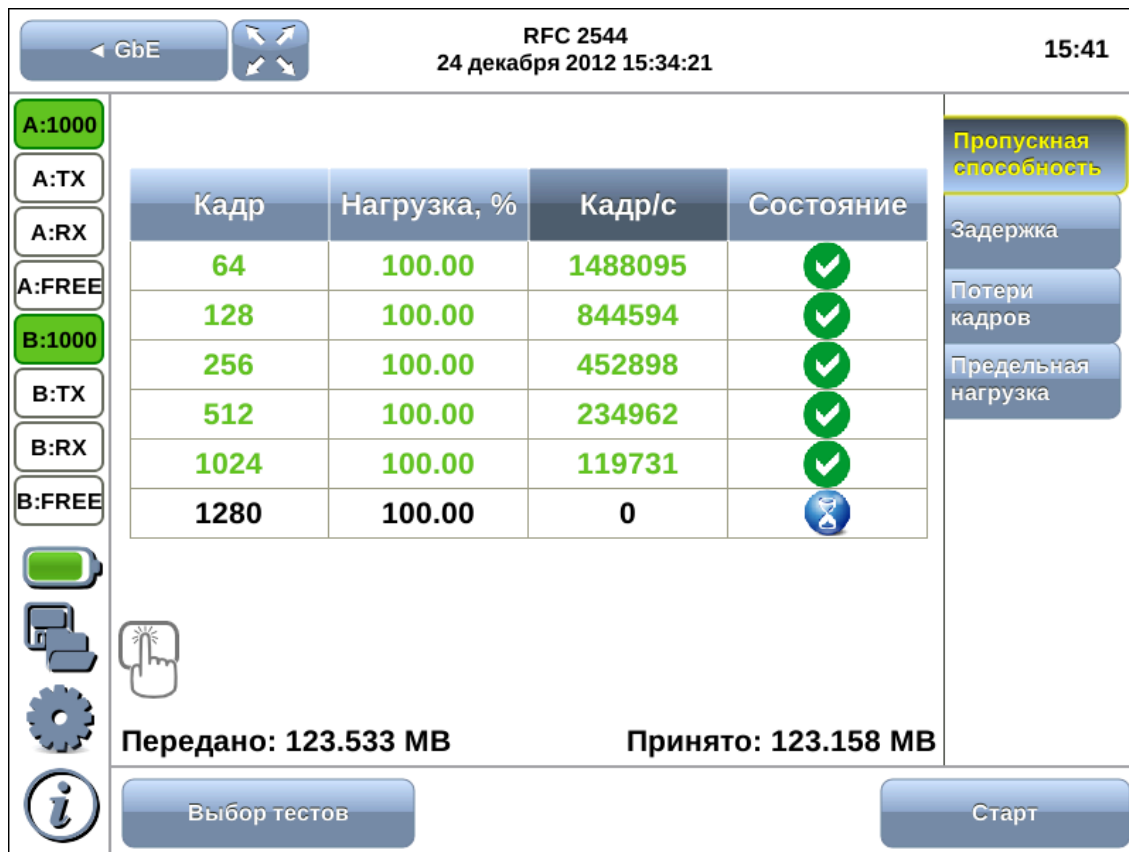 ◄ GbE
RFC 2544
24 декабря 2012 15:34:21
15:41
A:1000
A:TX
A:RX
A:FREE
B:1000
B:TX
B:RX
B:FREE
Кадр Нагрузка, % Кадр/с Состояние
64 100.00 1488095
128 100.00 844594
256 100.00 452898
512 100.00 234962
1024 100.00 119731
1280 100.00 0
Пропускная
способность
Задержка
Потери
кадров
Предельная
нагрузка
Передано: 123.533 MB Принято: 123.158 MB
i
Выбор тестов
Старт